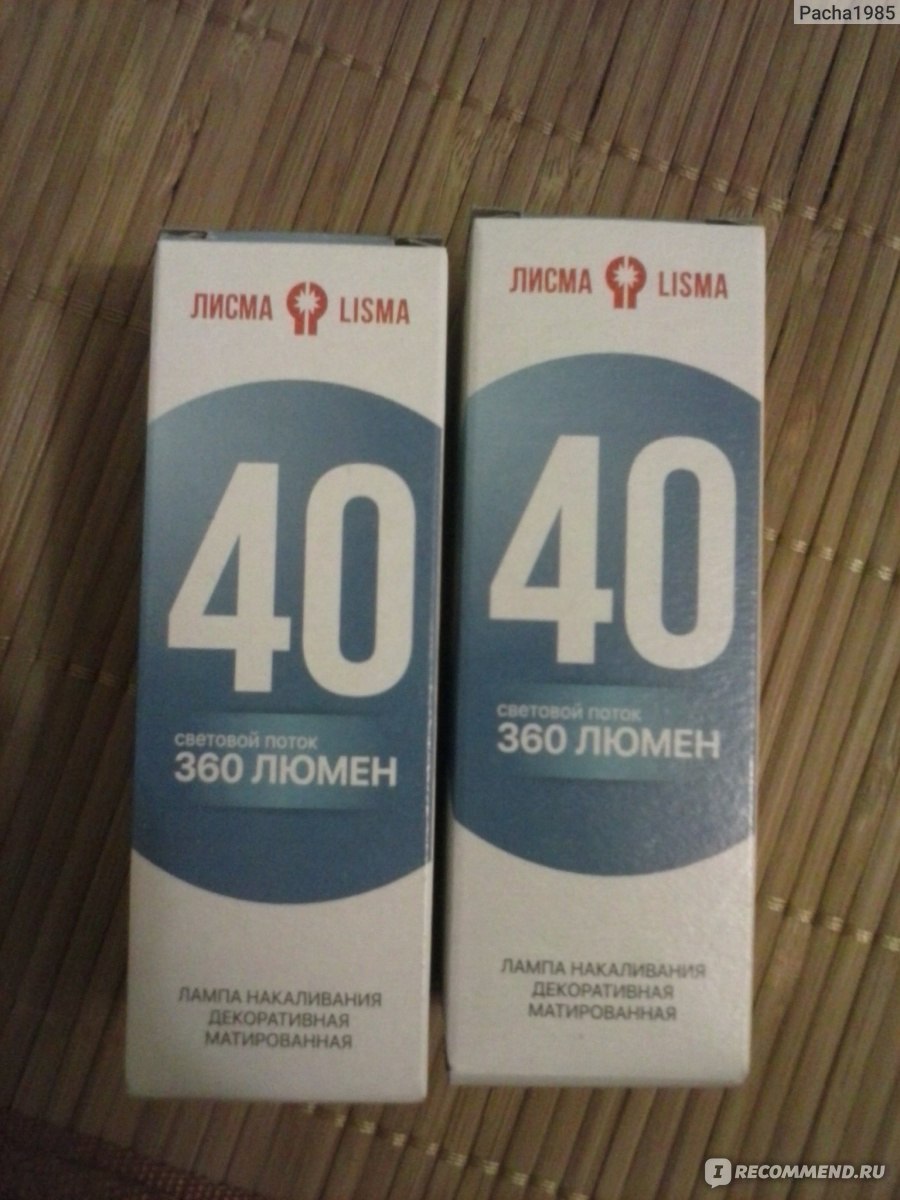 Pacha1985
ЛИСМА LISMA
40
световой поток
360 ЛЮМЕН
ЛАМПА НАКАЛИВАНИЯ
ДЕКОРАТИВНАЯ
МАТИРОВАННАЯ
ЛИСМА LISMA
40
световой поток
360 ЛЮМЕН
ЛАМПА НАКАЛИВАНИЯ
ДЕКОРАТИВНАЯ
МАТИРОВАННАЯ
IRECOMMEND.RU